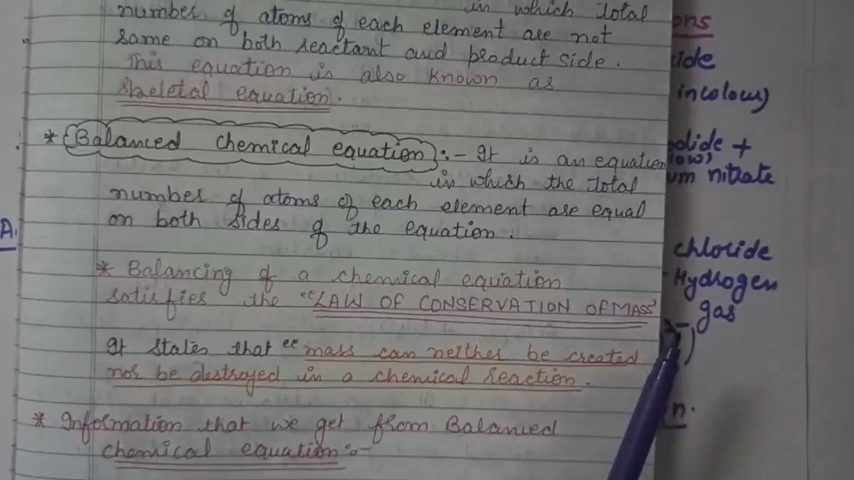 in which total
number of atoms of each element are not
same on both reactant and product side.
This equation is also known as
skeletal equation.
* Balanced chemical equation :- It is an equation
in which the total
number of atoms of each element are equal
on both sides of the equation.
* Balancing of a chemical equation
satisfies the "LAW OF CONSERVATION OF MASS"
It states that "mass can neither be created
nor be destroyed in a chemical reaction.
* Information that we get from Balanced
chemical equation :-
A.
ons
ide
incolous)
odide +
low)
um nitrate
chloride
Hydrogen
gas
n.